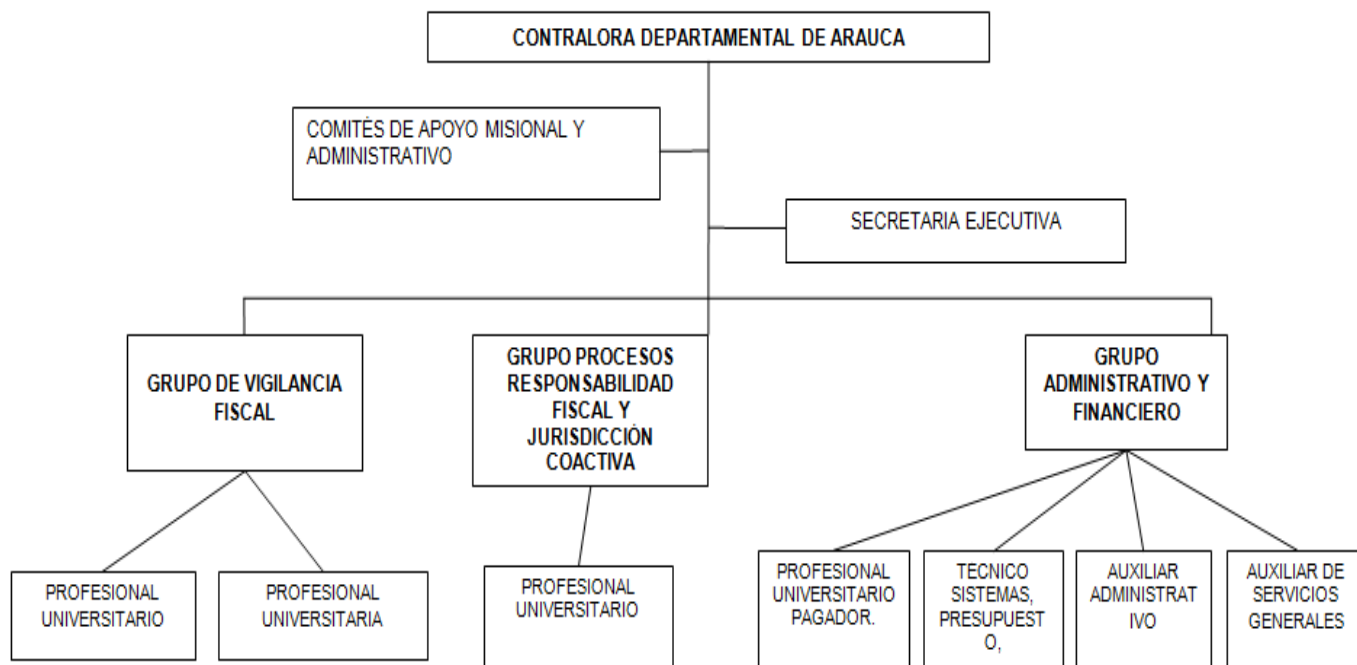 CONTRALORA DEPARTAMENTAL DE ARAUCA
COMITÉS DE APOYO MISIONAL Y
ADMINISTRATIVO
SECRETARIA EJECUTIVA
GRUPO DE VIGILANCIA
FISCAL
GRUPO PROCESOS
RESPONSABILIDAD
FISCAL Y
JURISDICCIÓN
COACTIVA
GRUPO
ADMINISTRATIVO Y
FINANCIERO
PROFESIONAL
UNIVERSITARIO
PROFESIONAL
UNIVERSITARIA
PROFESIONAL
UNIVERSITARIO
PROFESIONAL
UNIVERSITARIO
PAGADOR.
TECNICO
SISTEMAS,
PRESUPUEST
O,
AUXILIAR
ADMINISTRAT
IVO
AUXILIAR DE
SERVICIOS
GENERALES